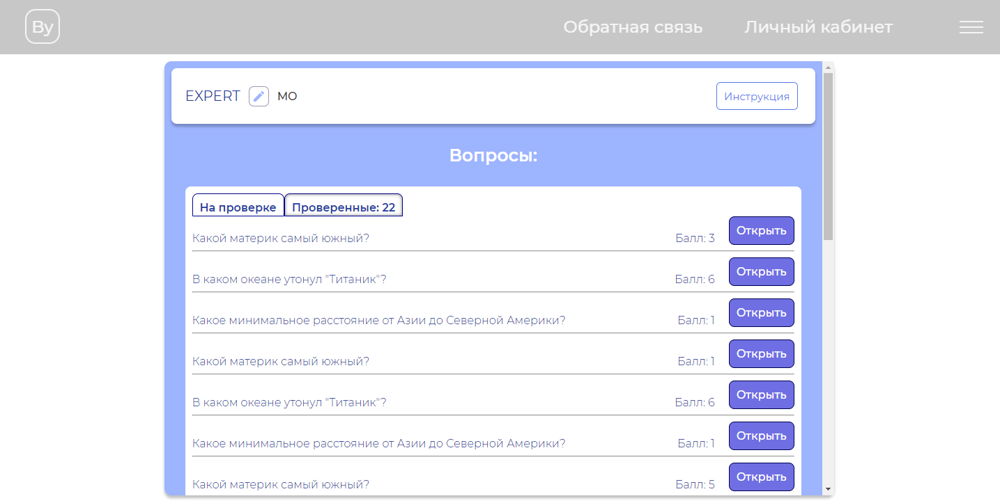 By Обратная связь Личный кабинет
EXPERT МО Инструкция
Вопросы:
На проверке Проверенные: 22
Какой материк самый южный? Балл: 3 Открыть
В каком океане утонул "Титаник"? Балл: 6 Открыть
Какое минимальное расстояние от Азии до Северной Америки? Балл: 1 Открыть
Какой материк самый южный? Балл: 1 Открыть
В каком океане утонул "Титаник"? Балл: 6 Открыть
Какое минимальное расстояние от Азии до Северной Америки? Балл: 1 Открыть
Какой материк самый южный? Балл: 5 Открыть